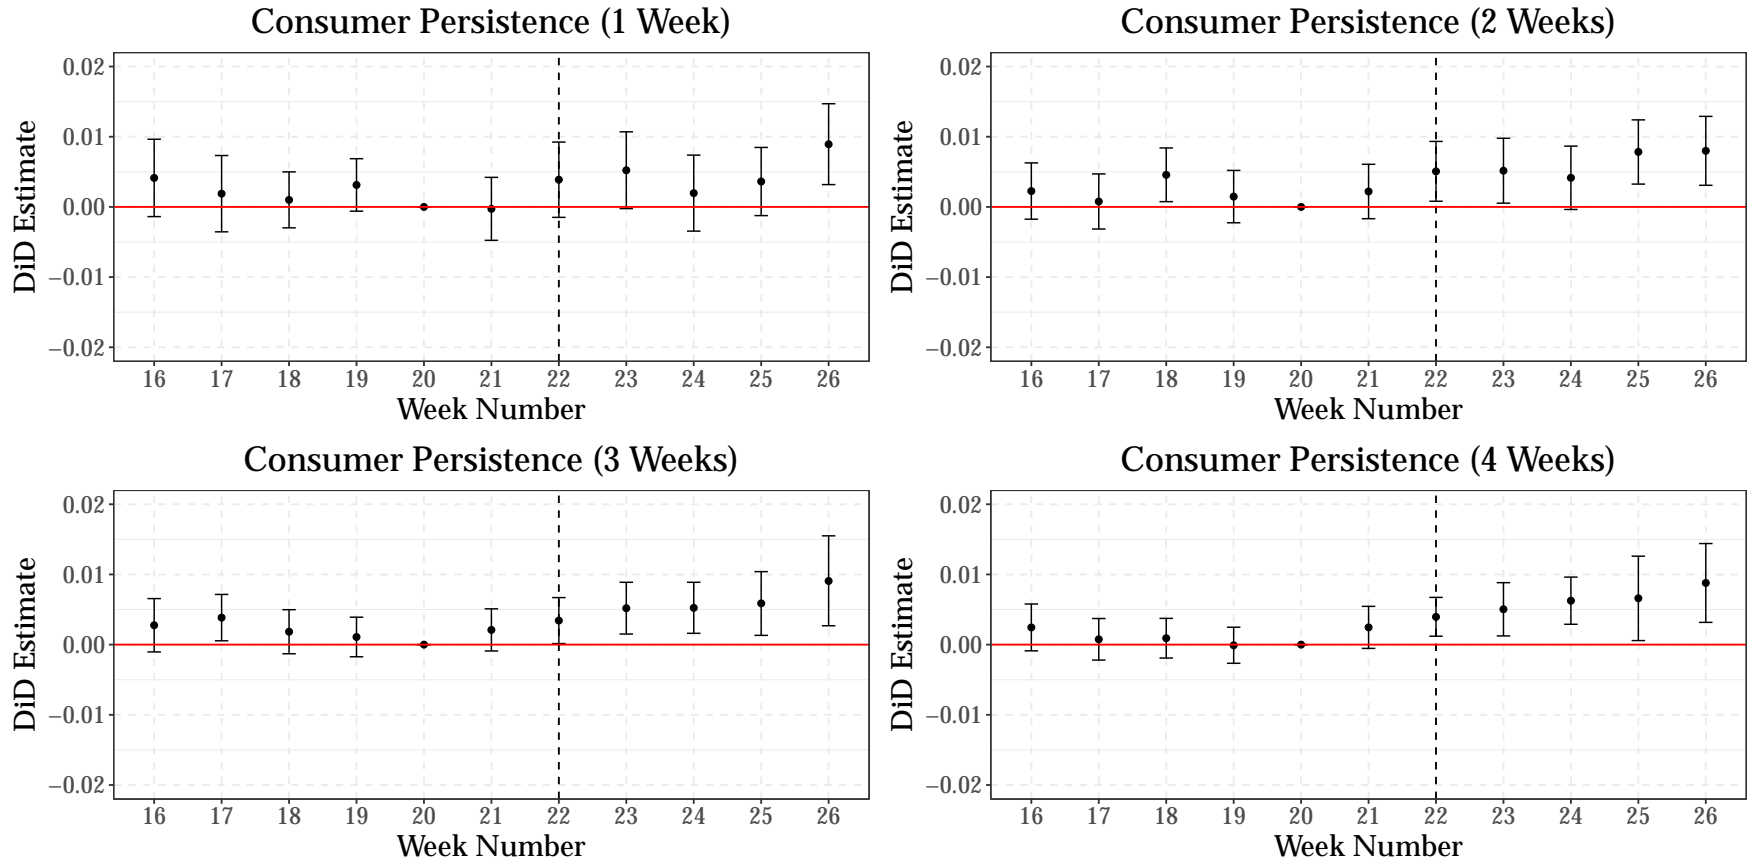 Consumer Persistence (1 Week)
DiD Estimate
0.02
0.01
0.00
−0.01
−0.02
16 17 18 19 20 21 22 23 24 25 26
Week Number
Consumer Persistence (2 Weeks)
DiD Estimate
0.02
0.01
0.00
−0.01
−0.02
16 17 18 19 20 21 22 23 24 25 26
Week Number
Consumer Persistence (3 Weeks)
DiD Estimate
0.02
0.01
0.00
−0.01
−0.02
16 17 18 19 20 21 22 23 24 25 26
Week Number
Consumer Persistence (4 Weeks)
DiD Estimate
0.02
0.01
0.00
−0.01
−0.02
16 17 18 19 20 21 22 23 24 25 26
Week Number